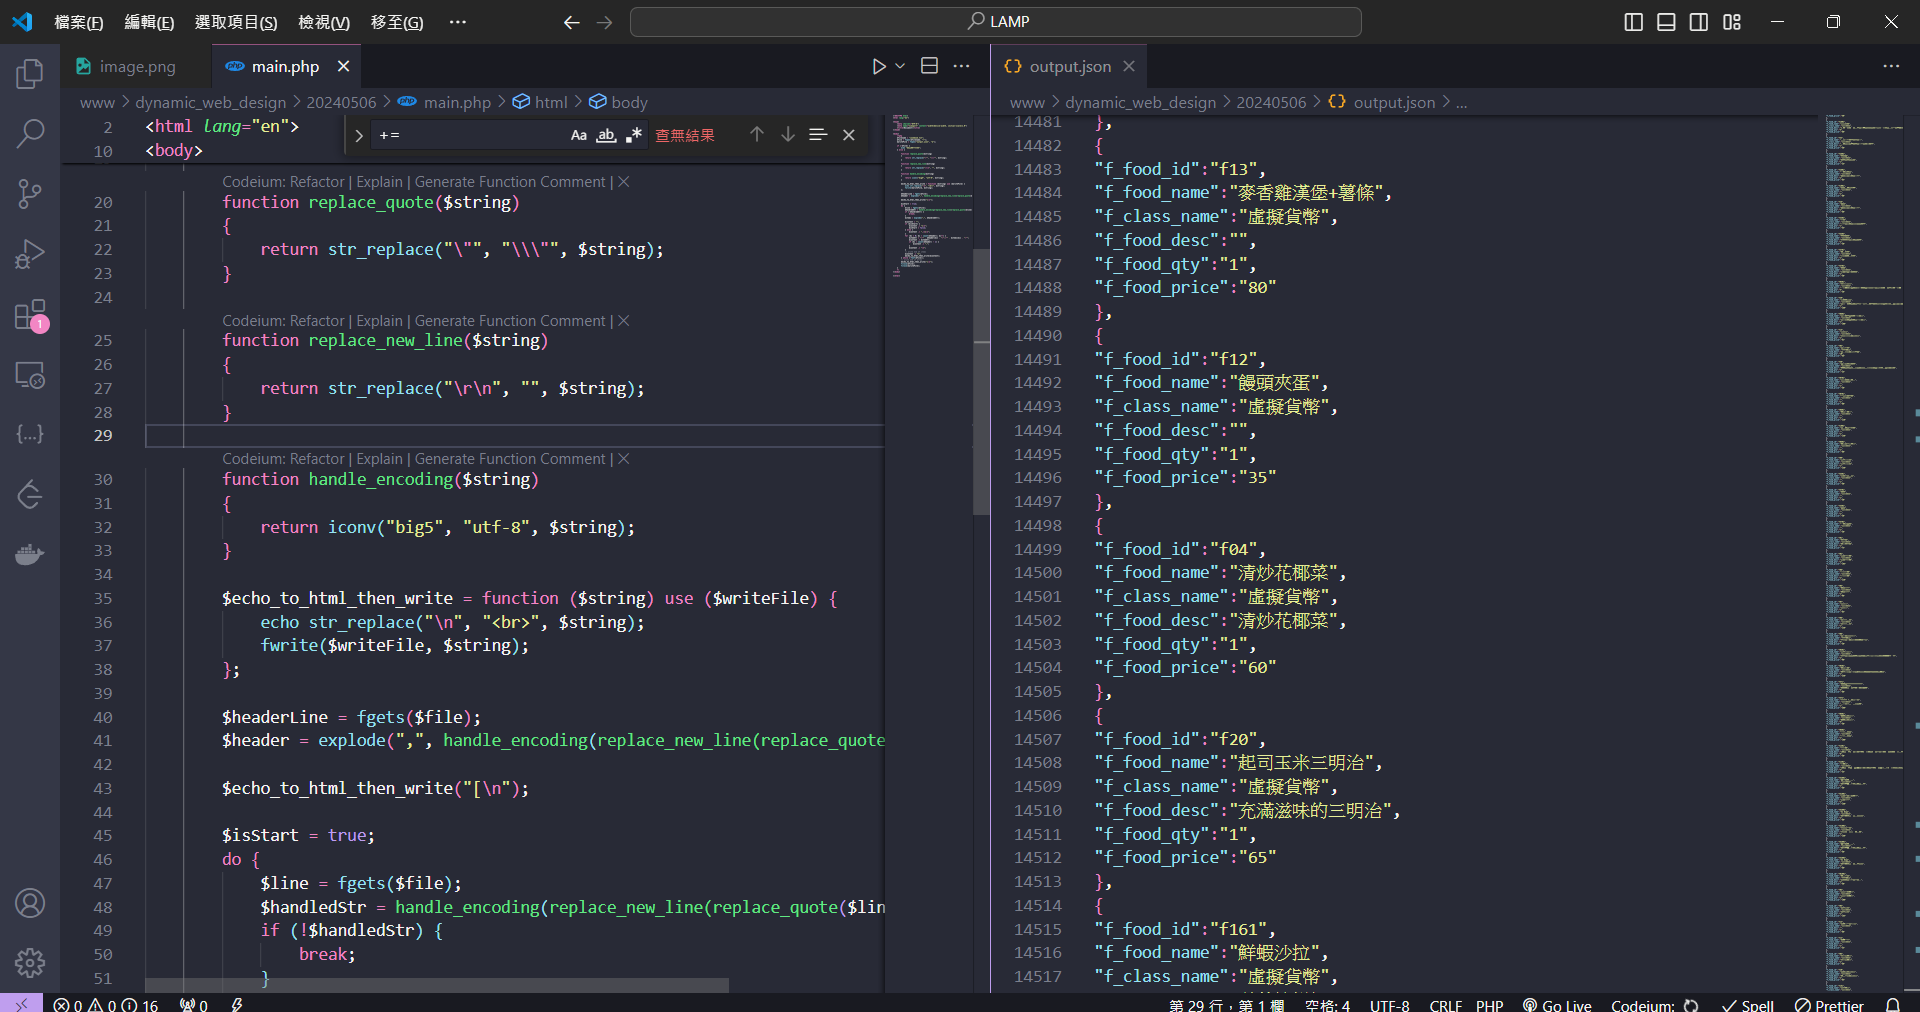 檔案(F) 編輯(E) 選取項目(S) 檢視(V) 移至(G) ··· LAMP
image.png main.php
www > dynamic_web_design > 20240506 > main.php > html > body
+= Aa ab 查無結果
2 <html lang="en">
10 <body>
Codeium: Refactor | Explain | Generate Function Comment | ×
20 function replace_quote($string)
21 {
22 return str_replace("\"", "\\\"", $string);
23 }
24
Codeium: Refactor | Explain | Generate Function Comment | ×
25 function replace_new_line($string)
26 {
27 return str_replace("\r\n", "", $string);
28 }
29
Codeium: Refactor | Explain | Generate Function Comment | ×
30 function handle_encoding($string)
31 {
32 return iconv("big5", "utf-8", $string);
33 }
34
35 $echo_to_html_then_write = function ($string) use ($writeFile) {
36 echo str_replace("\n", "<br>", $string);
37 fwrite($writeFile, $string);
38 };
39
40 $headerLine = fgets($file);
41 $header = explode(",", handle_encoding(replace_new_line(replace_quote
42
43 $echo_to_html_then_write("[\n");
44
45 $isStart = true;
46 do {
47 $line = fgets($file);
48 $handledStr = handle_encoding(replace_new_line(replace_quote($lin
49 if (!$handledStr) {
50 break;
51 }
output.json
www > dynamic_web_design > 20240506 > output.json > ...
14481 },
14482 {
14483 "f_food_id":"f13",
14484 "f_food_name":"麥香雞漢堡+薯條",
14485 "f_class_name":"虛擬貨幣",
14486 "f_food_desc":"",
14487 "f_food_qty":"1",
14488 "f_food_price":"80"
14489 },
14490 {
14491 "f_food_id":"f12",
14492 "f_food_name":"饅頭夾蛋",
14493 "f_class_name":"虛擬貨幣",
14494 "f_food_desc":"",
14495 "f_food_qty":"1",
14496 "f_food_price":"35"
14497 },
14498 {
14499 "f_food_id":"f04",
14500 "f_food_name":"清炒花椰菜",
14501 "f_class_name":"虛擬貨幣",
14502 "f_food_desc":"清炒花椰菜",
14503 "f_food_qty":"1",
14504 "f_food_price":"60"
14505 },
14506 {
14507 "f_food_id":"f20",
14508 "f_food_name":"起司玉米三明治",
14509 "f_class_name":"虛擬貨幣",
14510 "f_food_desc":"充滿滋味的三明治",
14511 "f_food_qty":"1",
14512 "f_food_price":"65"
14513 },
14514 {
14515 "f_food_id":"f161",
14516 "f_food_name":"鮮蝦沙拉",
14517 "f_class_name":"虛擬貨幣",
1
0 0 16 0 第 29 行，第 1 欄 空格: 4 UTF-8 CRLF PHP Go Live Codeium: Spell Prettier